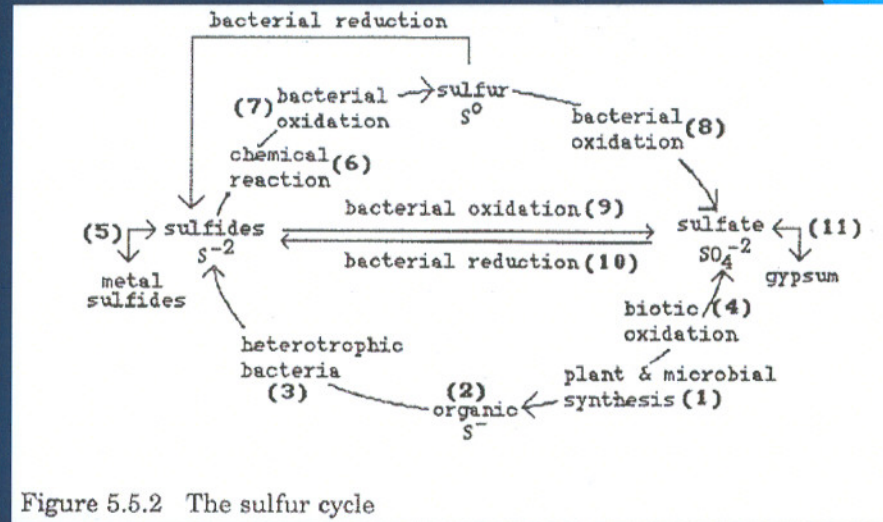 bacterial reduction
(7) bacterial oxidation
sulfur
S⁰
bacterial
oxidation (8)
chemical
reaction (6)
(5) sulfides
S⁻²
bacterial oxidation (9)
bacterial reduction (10)
sulfate (11)
SO₄⁻²
metal
sulfides
gypsum
biotic (4)
oxidation
heterotrophic
bacteria
(3)
plant & microbial
synthesis (1)
(2)
organic
S⁻
Figure 5.5.2 The sulfur cycle